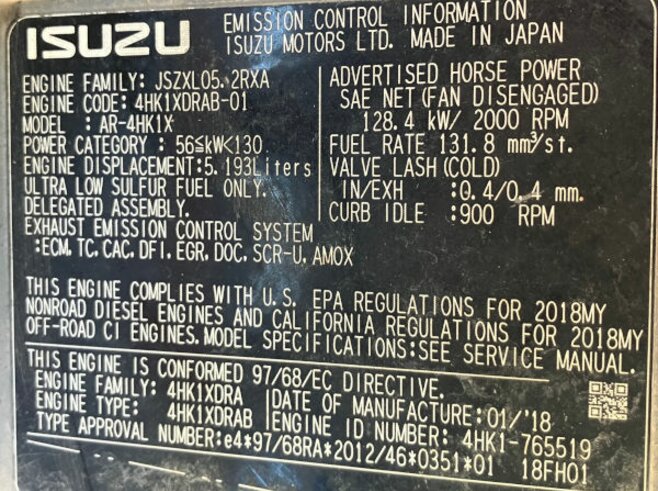 ISUZU
EMISSION CONTROL INFORMATION
ISUZU MOTORS LTD. MADE IN JAPAN
ENGINE FAMILY: JSZXL05.2RXA
ENGINE CODE: 4HK1XDRAB-01
MODEL : AR-4HK1X
POWER CATEGORY : 56≦kW<130
ENGINE DISPLACEMENT:5.193Liters
ULTRA LOW SULFUR FUEL ONLY.
DELEGATED ASSEMBLY.
EXHAUST EMISSION CONTROL SYSTEM
:ECM, TC, CAC, DFI, EGR, DOC, SCR-U, AMOX
ADVERTISED HORSE POWER
SAE NET(FAN DISENGAGED)
128.4 kW/ 2000 RPM
FUEL RATE 131.8 mm³/st.
VALVE LASH(COLD)
IN/EXH :0.4/0.4 mm.
CURB IDLE :900 RPM
THIS ENGINE COMPLIES WITH U.S. EPA REGULATIONS FOR 2018MY
NONROAD DIESEL ENGINES AND CALIFORNIA REGULATIONS FOR 2018MY
OFF-ROAD CI ENGINES. MODEL SPECIFICATIONS:SEE SERVICE MANUAL.
THIS ENGINE IS CONFORMED 97/68/EC DIRECTIVE.
ENGINE FAMILY: 4HK1XDRA
DATE OF MANUFACTURE:01/'18
ENGINE TYPE: 4HK1XDRAB
ENGINE ID NUMBER: 4HK1-765519
TYPE APPROVAL NUMBER:e4*97/68RA*2012/46*0351*01 18FH01